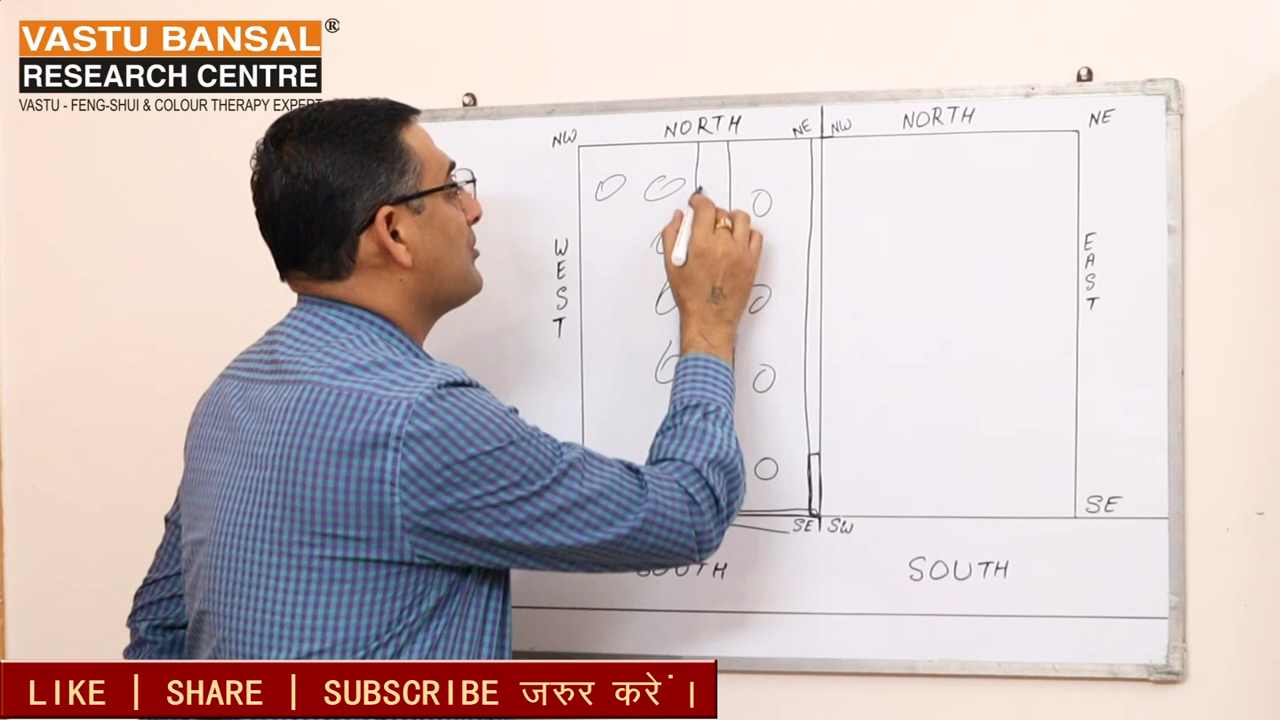 VASTU BANSAL®
RESEARCH CENTRE
VASTU - FENG-SHUI & COLOUR THERAPY EXPERT
NW NORTH NE NW NORTH NE
WEST
EAST
SE SW SE
SOUTH SOUTH
LIKE | SHARE | SUBSCRIBE जरुर करें ।